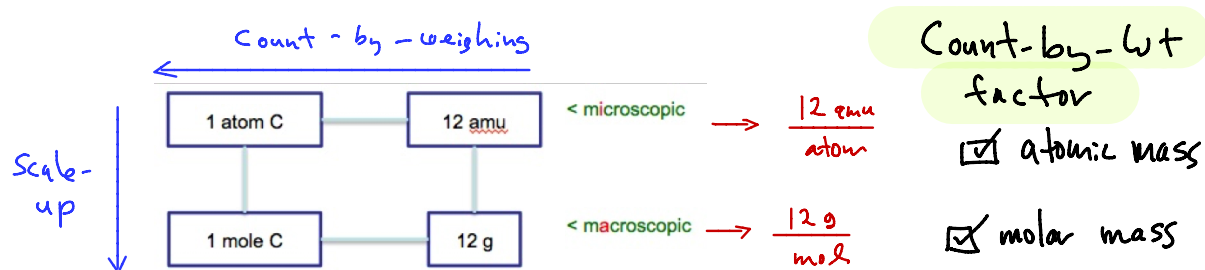 Count-by-weighing
Count-by-wt
factor
1 atom C
12 amu
< microscopic
12 amu
atom
atomic mass
Scale-
up
1 mole C
12 g
< macroscopic
12 g
mol
molar mass